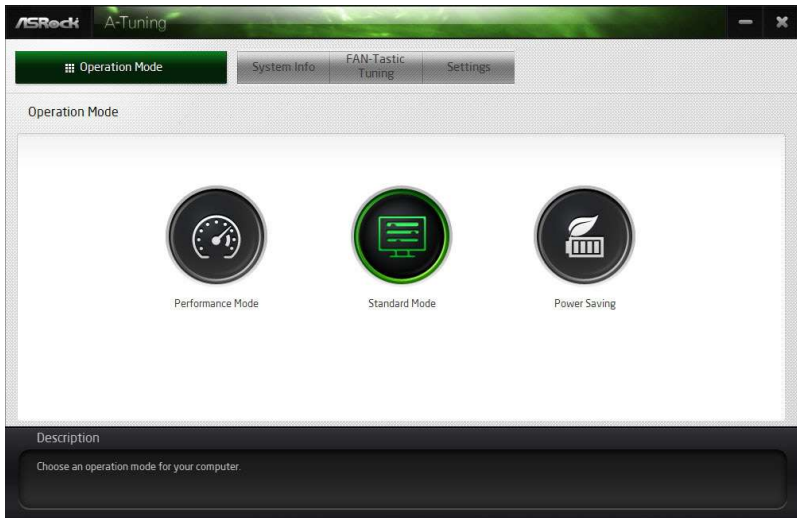 ASRock A-Tuning
Operation Mode System Info FAN-Tastic Tuning Settings
Operation Mode
Performance Mode Standard Mode Power Saving
Description
Choose an operation mode for your computer.